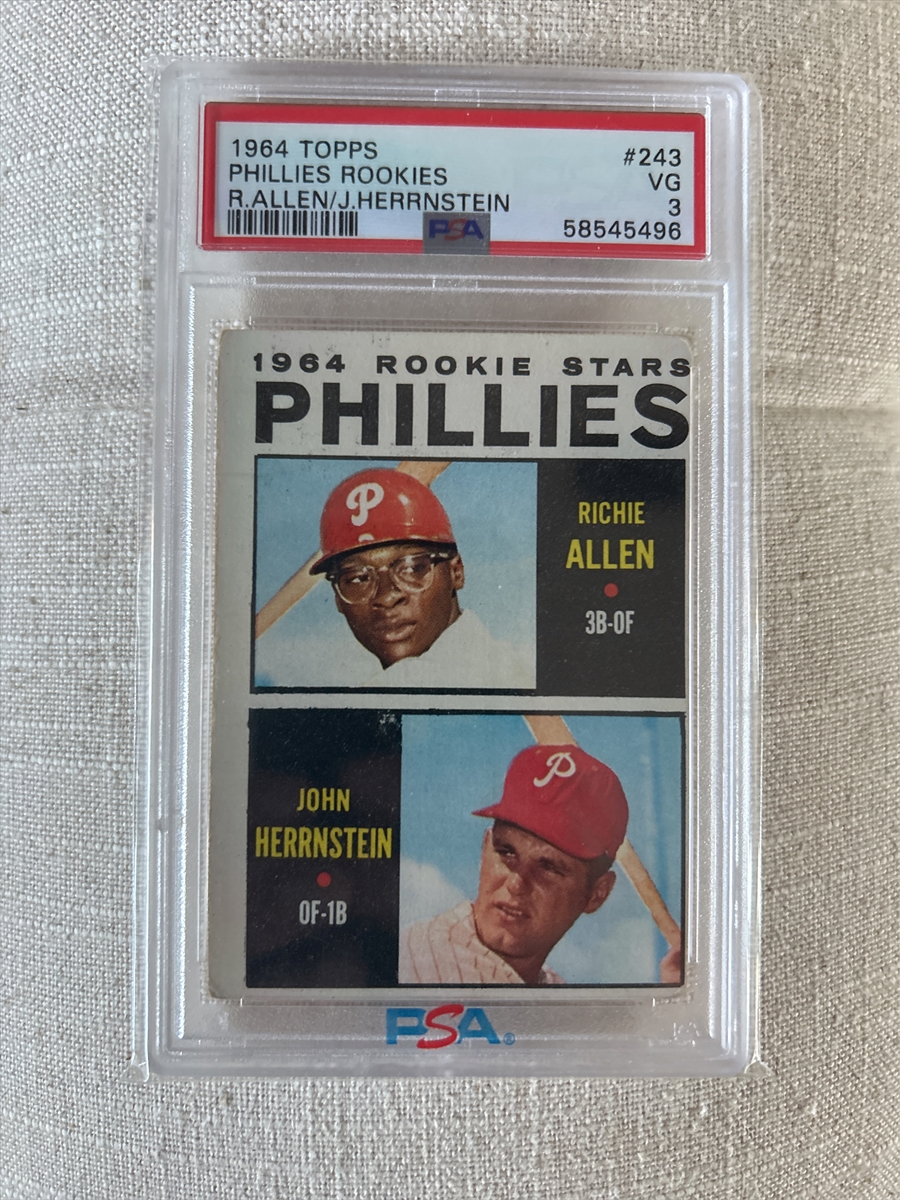 1964 TOPPS #243
PHILLIES ROOKIES VG
R.ALLEN/J.HERRNSTEIN 3
PSA 58545496
1964 ROOKIE STARS
PHILLIES
P
RICHIE
ALLEN
3B-OF
P
JOHN
HERRNSTEIN
OF-1B
PSA®